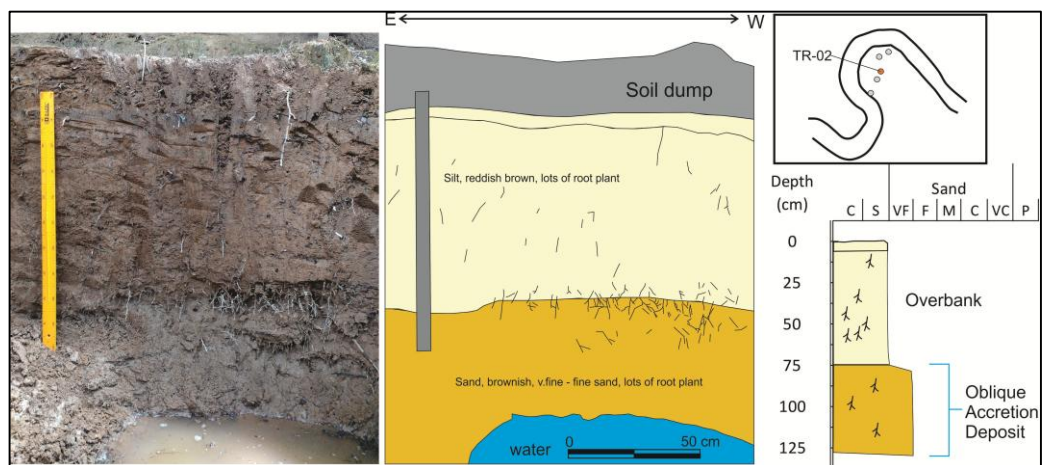 E
W
Soil dump
Silt, reddish brown, lots of root plant
Sand, brownish, v.fine - fine sand, lots of root plant
water
0 50 cm
TR-02
Depth
(cm)
Sand
C S VF F M C VC P
0
25
50
75
100
125
Overbank
Oblique
Accretion
Deposit